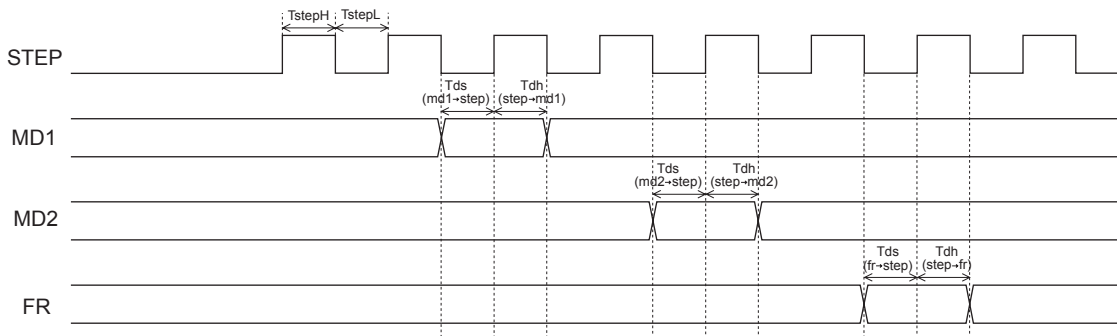 TstepH TstepL
STEP
Tds Tdh
(md1→step) (step→md1)
MD1
Tds Tdh
(md2→step) (step→md2)
MD2
Tds Tdh
(fr→step) (step→fr)
FR